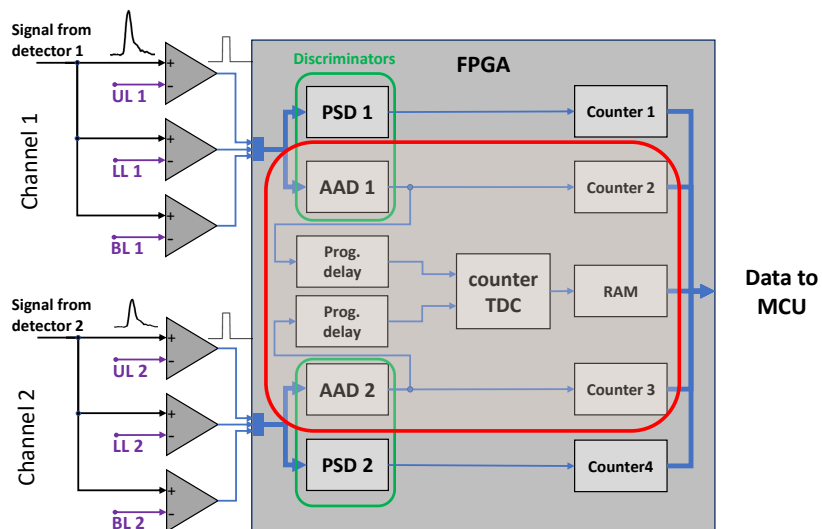 Signal from
detector 1
Channel 1
+
-
UL 1
+
-
LL 1
+
-
BL 1
Discriminators
FPGA
PSD 1
Counter 1
AAD 1
Counter 2
Prog.
delay
counter
TDC
RAM
Prog.
delay
Data to
MCU
Signal from
detector 2
Channel 2
+
-
UL 2
+
-
LL 2
+
-
BL 2
AAD 2
Counter 3
PSD 2
Counter4